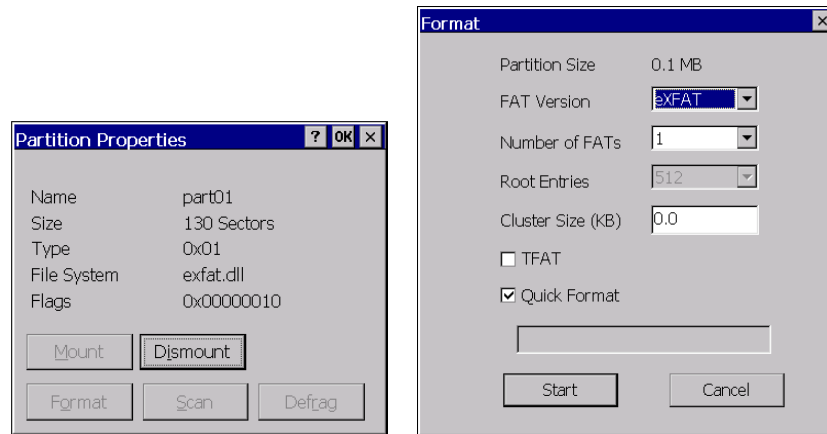 Partition Properties ? OK ×
Name part01
Size 130 Sectors
Type 0x01
File System exfat.dll
Flags 0x00000010
Mount Dismount
Format Scan Defrag
Format ×
Partition Size 0.1 MB
FAT Version eXFAT
Number of FATs 1
Root Entries 512
Cluster Size (KB) 0.0
TFAT
Quick Format
Start Cancel